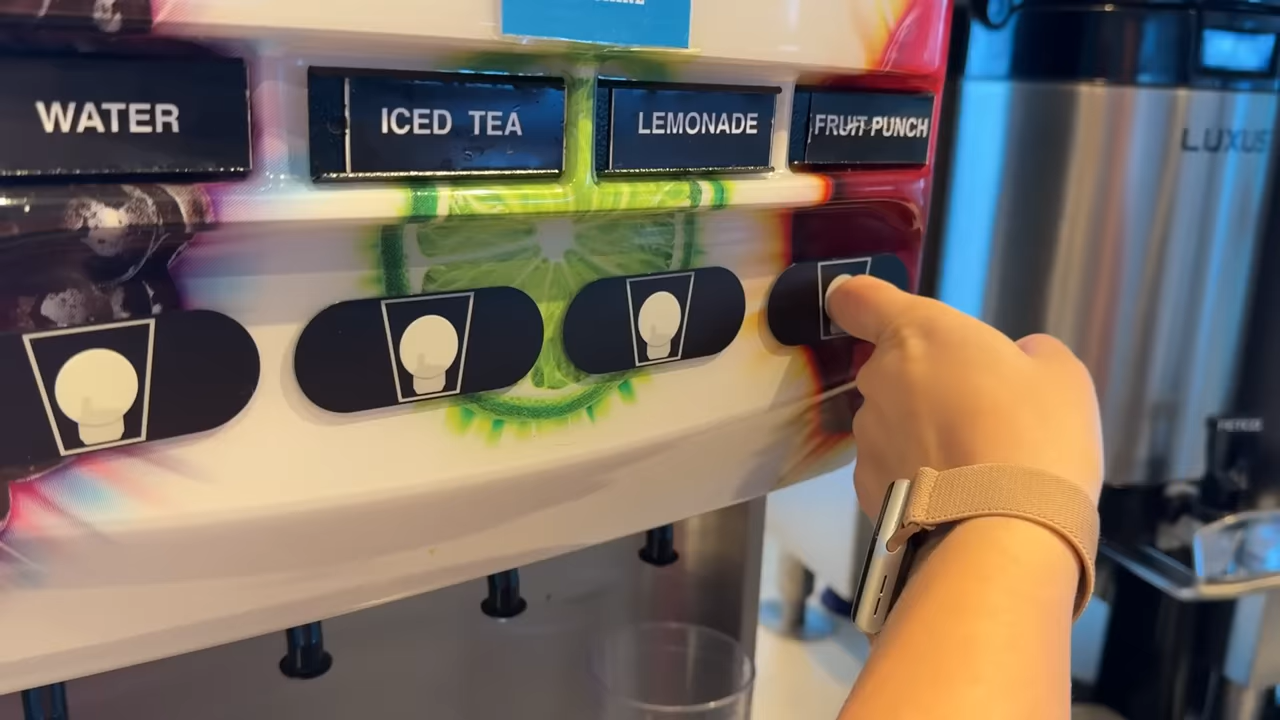 WATER
ICED TEA
LEMONADE
FRUIT PUNCH
LUXUS